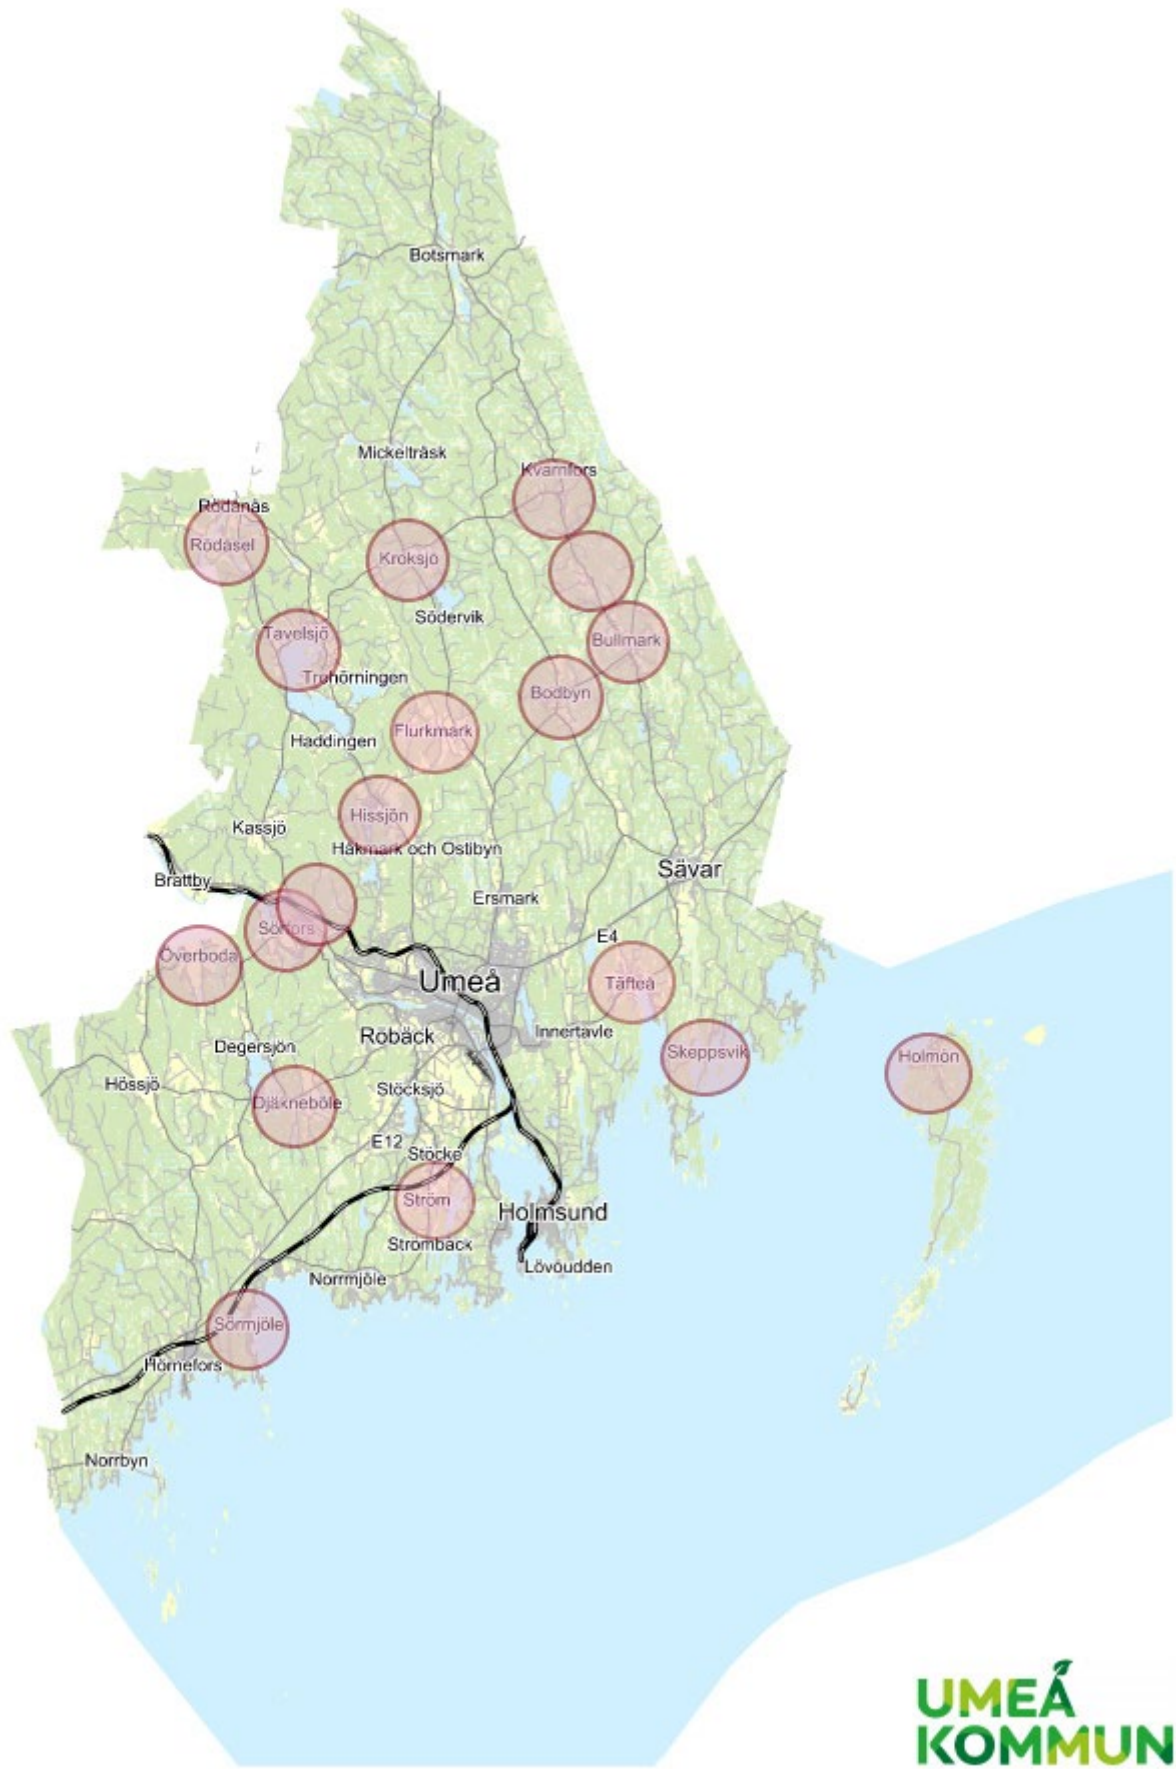 Botsmark
Mickelträsk
Kvarnfors
Rödånäs
Rödåsel
Kroksjö
Södervik
Tavelsjö
Bullmark
Trehörningen
Bodbyn
Flurkmark
Haddingen
Hissjön
Kassjö
Håkmark och Östibyn
Sävar
Brattby
Ersmark
Sörfors
E4
Överboda
Umeå
Täfteå
Innertavle
Röbäck
Degersjön
Skeppsvik
Holmön
Hössjö
Stöcksjö
Djäkneböle
E12
Stöcke
Ström
Holmsund
Strömbäck
Lövöudden
Norrmjöle
Sörmjöle
Hörnefors
Norrbyn
UMEÅ
KOMMUN